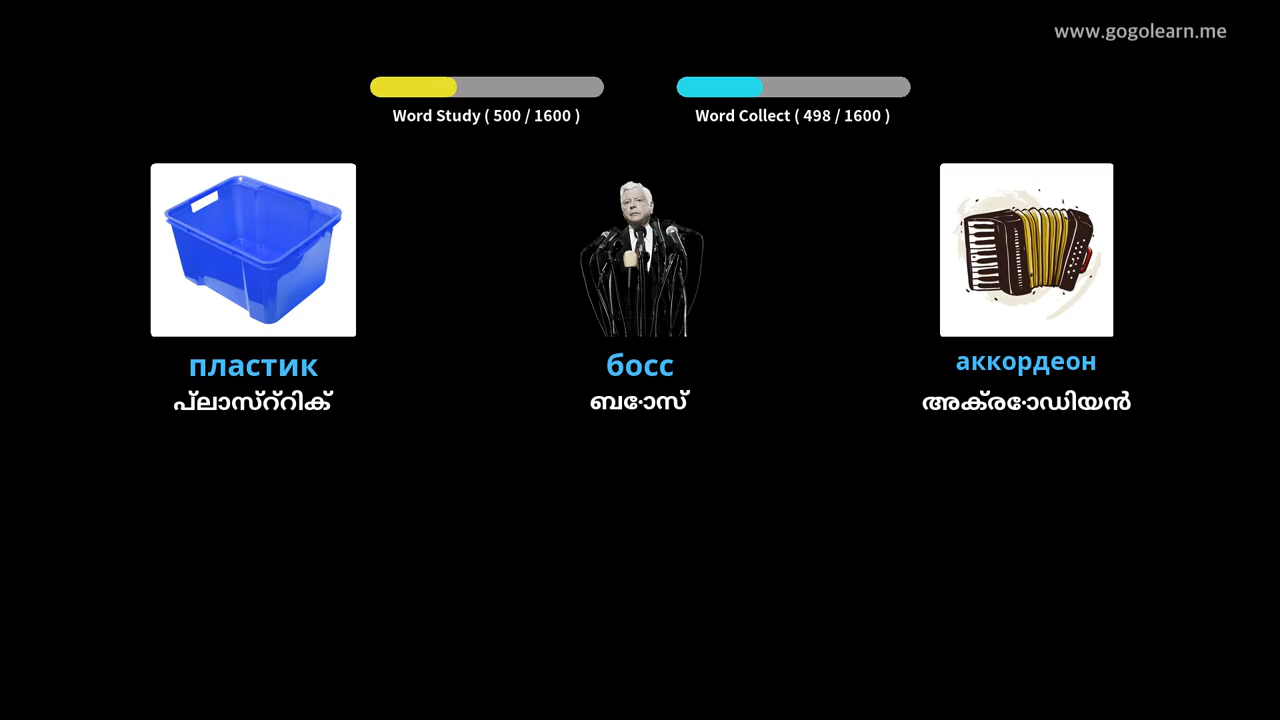 www.gogolearn.me
Word Study ( 500 / 1600 )
Word Collect ( 498 / 1600 )
пластик
പ്ലാസ്റ്റിക്
босс
ബോസ്
аккордеон
അക്രോഡിയൻ